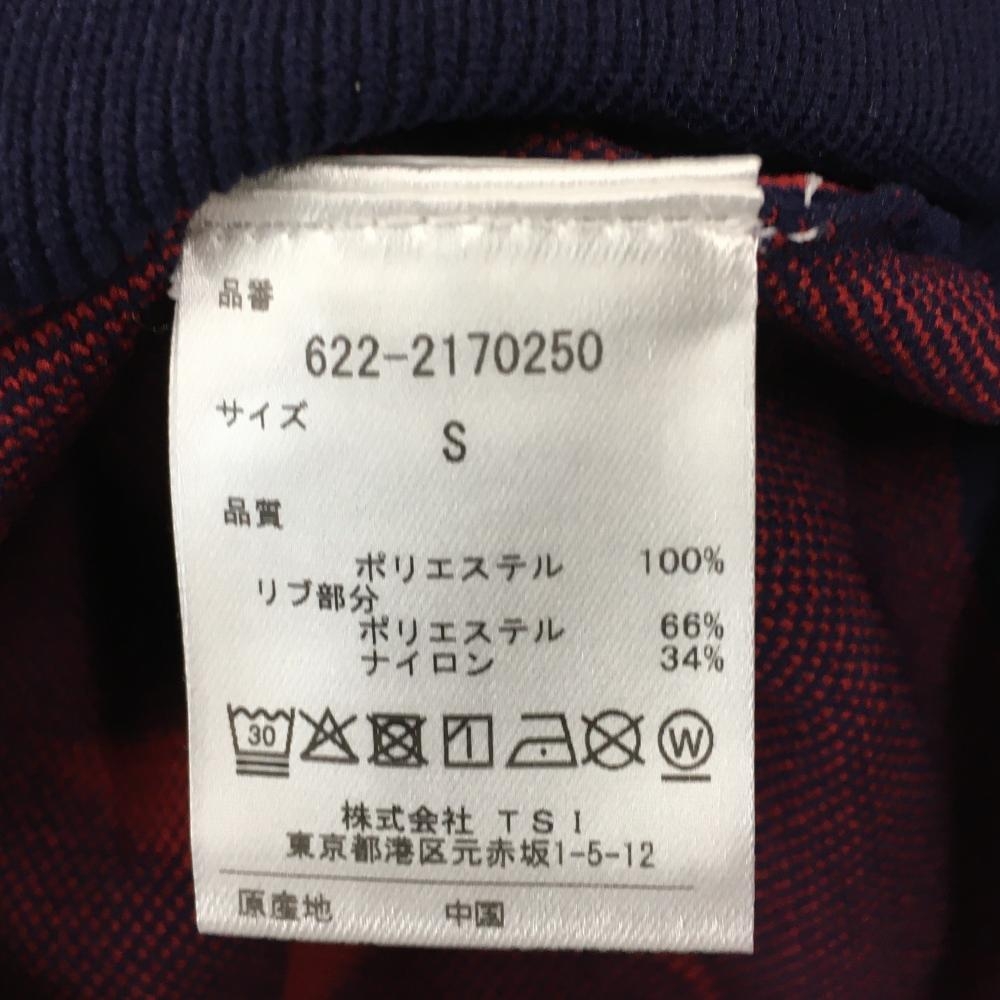 品番
622-2170250
サイズ
S
品質
ポリエステル 100%
リブ部分
ポリエステル 66%
ナイロン 34%
30 W
株式会社 TSI
東京都港区元赤坂1-5-12
原産地 中国